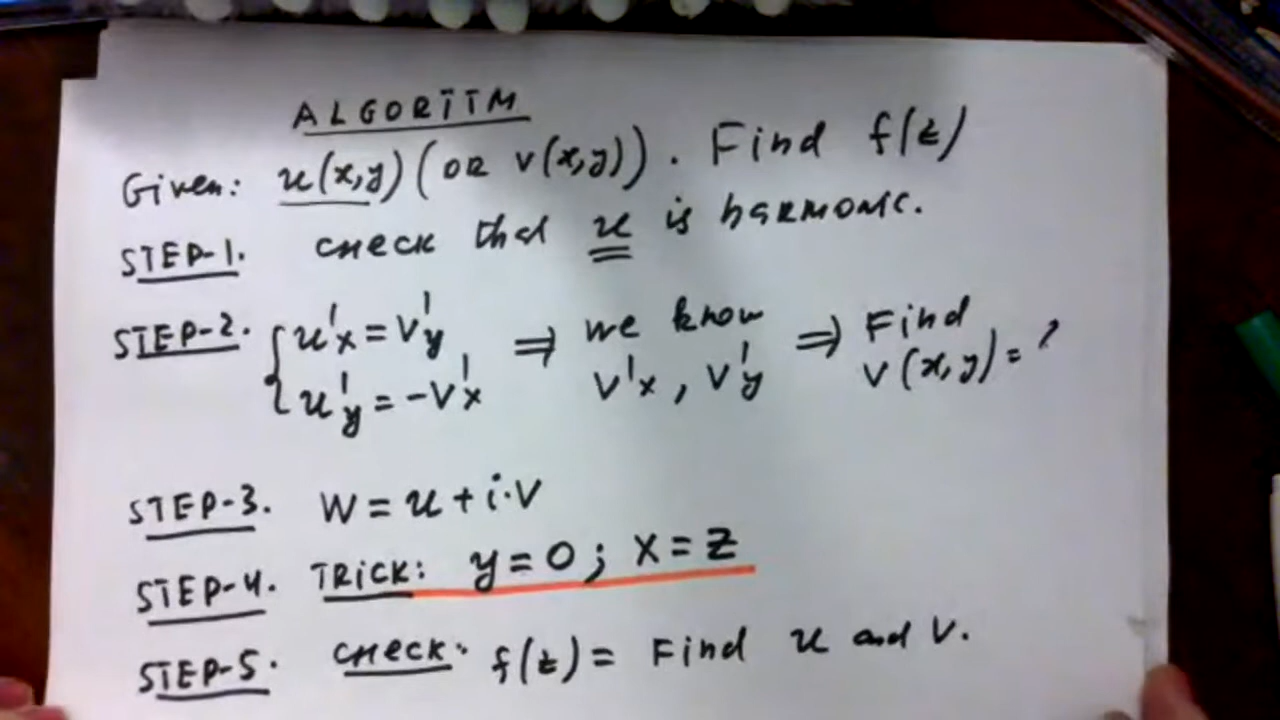 ALGORITM
Given: u(x,y) (OR v(x,y)). Find f(z)
STEP-1. CHECK that u is harmonic.
STEP-2. { u'x = v'y ⇒ we know ⇒ Find
u'y = -v'x v'x, v'y v(x,y) = ?
STEP-3. W = u + i·v
STEP-4. TRICK: y = 0; x = z
STEP-5. CHECK: f(z) = Find u and v.